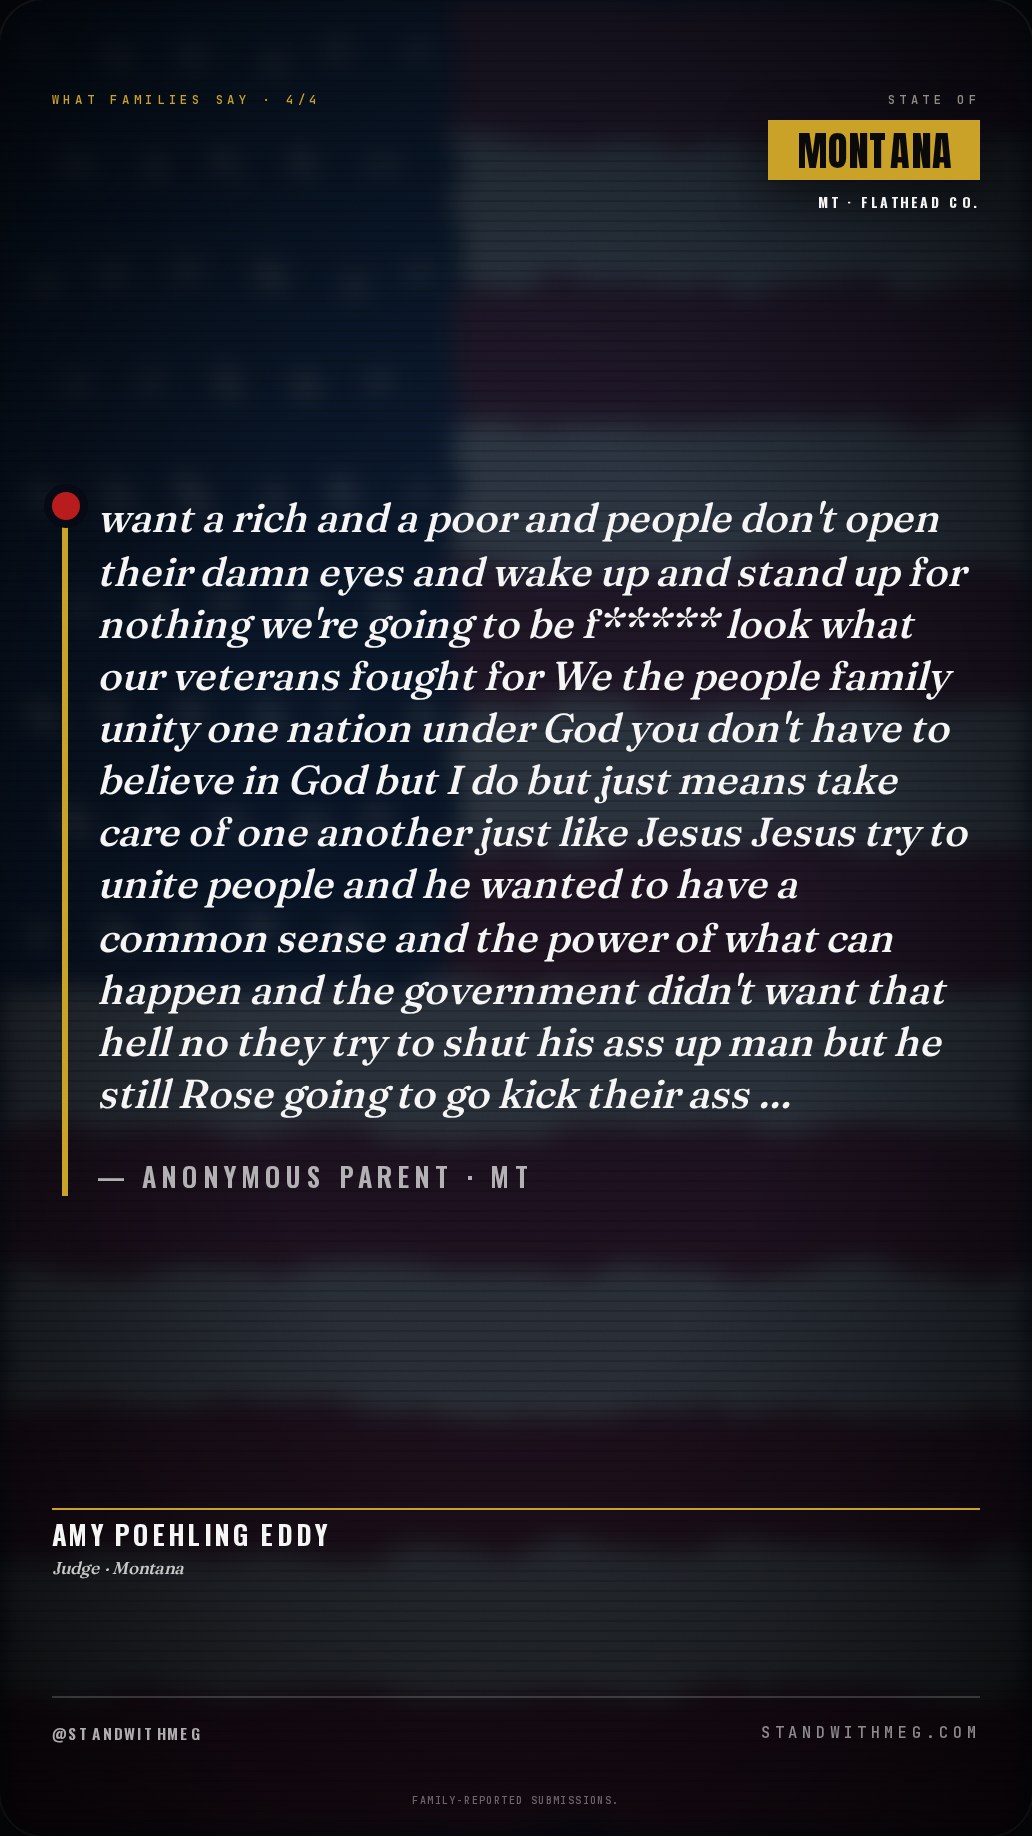 WHAT FAMILIES SAY · 4/4
STATE OF
MONTANA
MT · FLATHEAD CO.
want a rich and a poor and people don't open
their damn eyes and wake up and stand up for
nothing we're going to be f***** look what
our veterans fought for We the people family
unity one nation under God you don't have to
believe in God but I do but just means take
care of one another just like Jesus Jesus try to
unite people and he wanted to have a
common sense and the power of what can
happen and the government didn't want that
hell no they try to shut his ass up man but he
still Rose going to go kick their ass ...
— ANONYMOUS PARENT · MT
AMY POEHLING EDDY
Judge · Montana
@STANDWITHMEG
STANDWITHMEG.COM
FAMILY-REPORTED SUBMISSIONS.